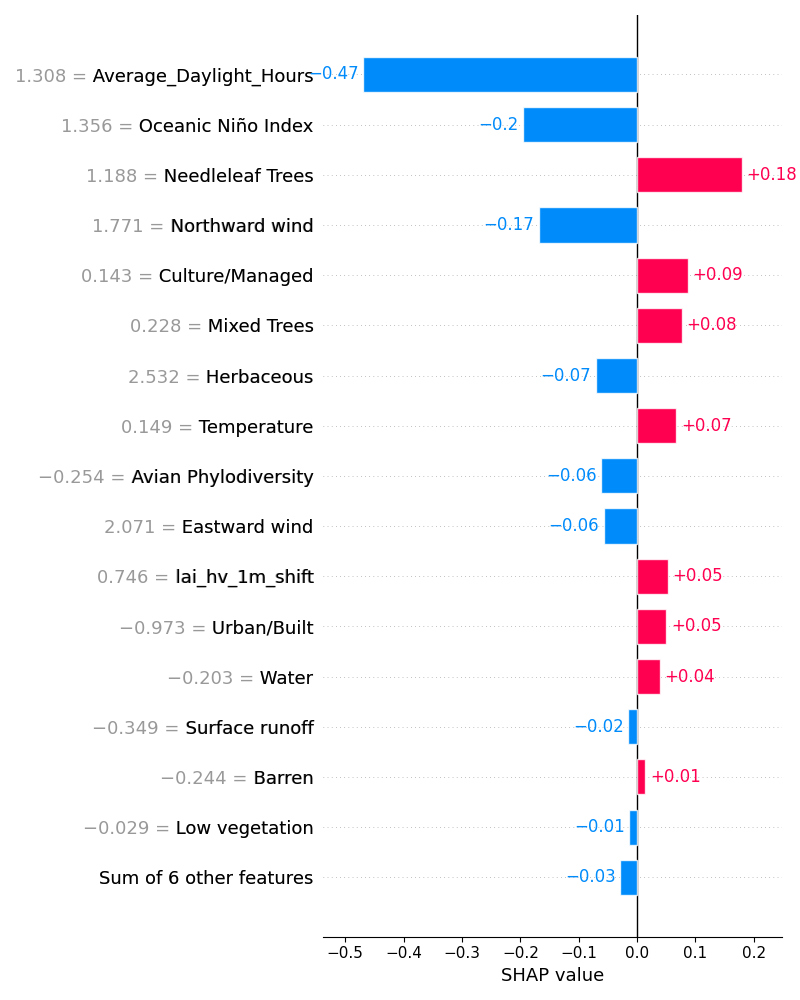 1.308 = Average_Daylight_Hours −0.47
1.356 = Oceanic Niño Index −0.2
1.188 = Needleleaf Trees +0.18
1.771 = Northward wind −0.17
0.143 = Culture/Managed +0.09
0.228 = Mixed Trees +0.08
2.532 = Herbaceous −0.07
0.149 = Temperature +0.07
−0.254 = Avian Phylodiversity −0.06
2.071 = Eastward wind −0.06
0.746 = lai_hv_1m_shift +0.05
−0.973 = Urban/Built +0.05
−0.203 = Water +0.04
−0.349 = Surface runoff −0.02
−0.244 = Barren +0.01
−0.029 = Low vegetation −0.01
Sum of 6 other features −0.03
−0.5 −0.4 −0.3 −0.2 −0.1 0.0 0.1 0.2
SHAP value